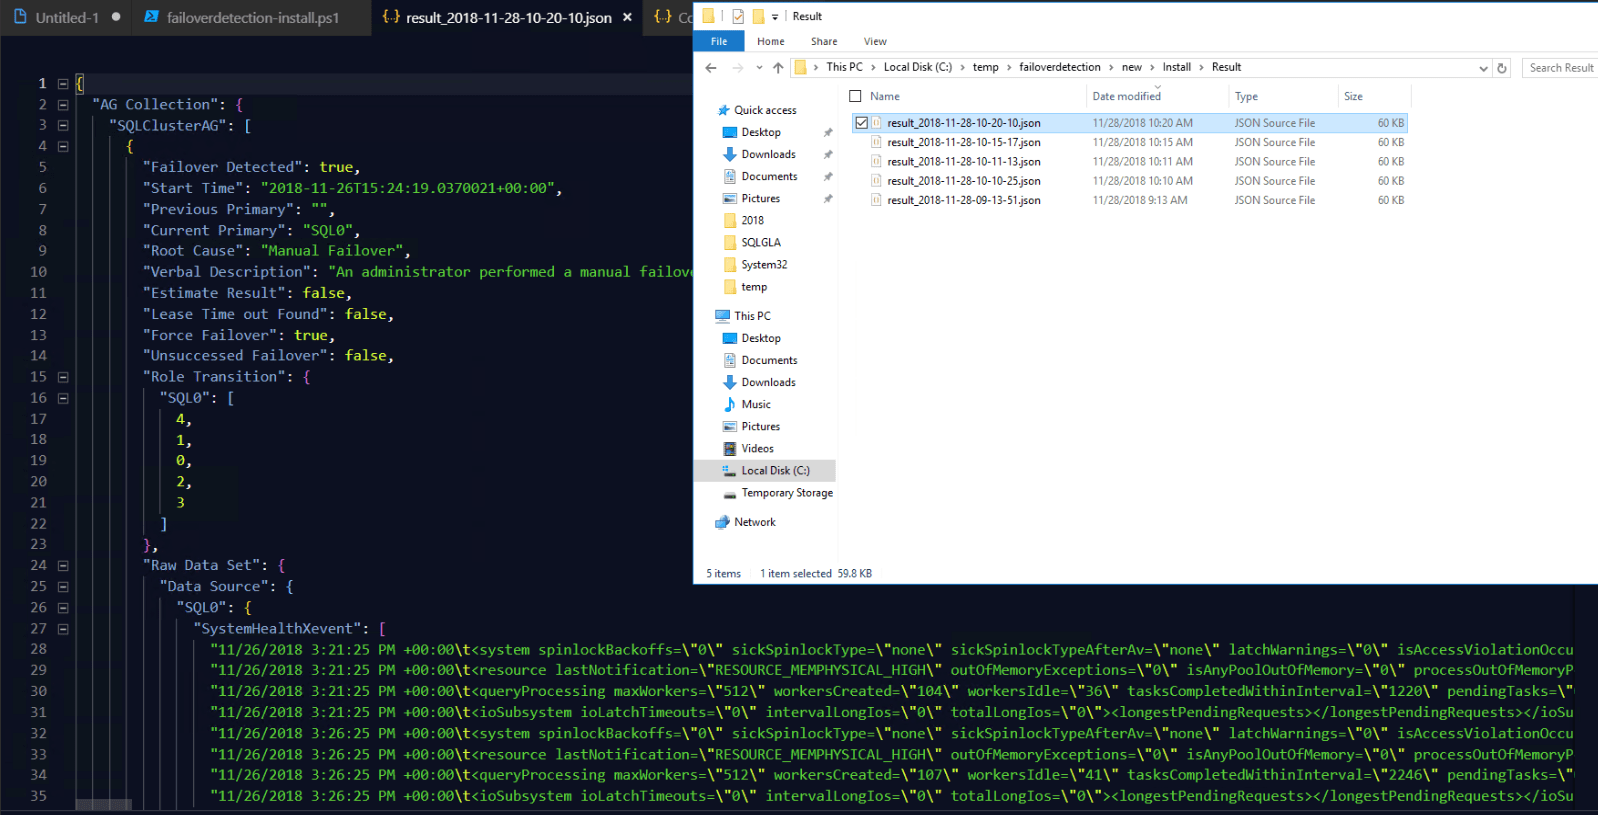 Untitled-1
failoverdetection-install.ps1
result_2018-11-28-10-20-10.json
{..} Co
1 {
2 "AG Collection": {
3 "SQLClusterAG": [
4 {
5 "Failover Detected": true,
6 "Start Time": "2018-11-26T15:24:19.0370021+00:00",
7 "Previous Primary": "",
8 "Current Primary": "SQL0",
9 "Root Cause": "Manual Failover",
10 "Verbal Description": "An administrator performed a manual failove
11 "Estimate Result": false,
12 "Lease Time out Found": false,
13 "Force Failover": true,
14 "Unsuccessed Failover": false,
15 "Role Transition": {
16 "SQL0": [
17 4,
18 1,
19 0,
20 2,
21 3
22 ]
23 },
24 "Raw Data Set": {
25 "Data Source": {
26 "SQL0": {
27 "SystemHealthXevent": [
28 "11/26/2018 3:21:25 PM +00:00\t<system spinlockBackoffs=\"0\" sickSpinlockType=\"none\" sickSpinlockTypeAfterAv=\"none\" latchWarnings=\"0\" isAccessViolationOccu
29 "11/26/2018 3:21:25 PM +00:00\t<resource lastNotification=\"RESOURCE_MEMPHYSICAL_HIGH\" outOfMemoryExceptions=\"0\" isAnyPoolOutOfMemory=\"0\" processOutOfMemoryP
30 "11/26/2018 3:21:25 PM +00:00\t<queryProcessing maxWorkers=\"512\" workersCreated=\"104\" workersIdle=\"36\" tasksCompletedWithinInterval=\"1220\" pendingTasks=\"
31 "11/26/2018 3:21:25 PM +00:00\t<ioSubsystem ioLatchTimeouts=\"0\" intervalLongIos=\"0\" totalLongIos=\"0\"><longestPendingRequests></longestPendingRequests></ioSu
32 "11/26/2018 3:26:25 PM +00:00\t<system spinlockBackoffs=\"0\" sickSpinlockType=\"none\" sickSpinlockTypeAfterAv=\"none\" latchWarnings=\"0\" isAccessViolationOccu
33 "11/26/2018 3:26:25 PM +00:00\t<resource lastNotification=\"RESOURCE_MEMPHYSICAL_HIGH\" outOfMemoryExceptions=\"0\" isAnyPoolOutOfMemory=\"0\" processOutOfMemoryP
34 "11/26/2018 3:26:25 PM +00:00\t<queryProcessing maxWorkers=\"512\" workersCreated=\"107\" workersIdle=\"41\" tasksCompletedWithinInterval=\"2246\" pendingTasks=\"
35 "11/26/2018 3:26:25 PM +00:00\t<ioSubsystem ioLatchTimeouts=\"0\" intervalLongIos=\"0\" totalLongIos=\"0\"><longestPendingRequests></longestPendingRequests></ioSu
Result
File Home Share View
This PC > Local Disk (C:) > temp > failoverdetection > new > Install > Result
Search Result
Quick access
Desktop
Downloads
Documents
Pictures
2018
SQLGLA
System32
temp
This PC
Desktop
Documents
Downloads
Music
Pictures
Videos
Local Disk (C:)
Temporary Storage
Network
Name Date modified Type Size
result_2018-11-28-10-20-10.json 11/28/2018 10:20 AM JSON Source File 60 KB
result_2018-11-28-10-15-17.json 11/28/2018 10:15 AM JSON Source File 60 KB
result_2018-11-28-10-11-13.json 11/28/2018 10:11 AM JSON Source File 60 KB
result_2018-11-28-10-10-25.json 11/28/2018 10:10 AM JSON Source File 60 KB
result_2018-11-28-09-13-51.json 11/28/2018 9:13 AM JSON Source File 60 KB
5 items 1 item selected 59.8 KB